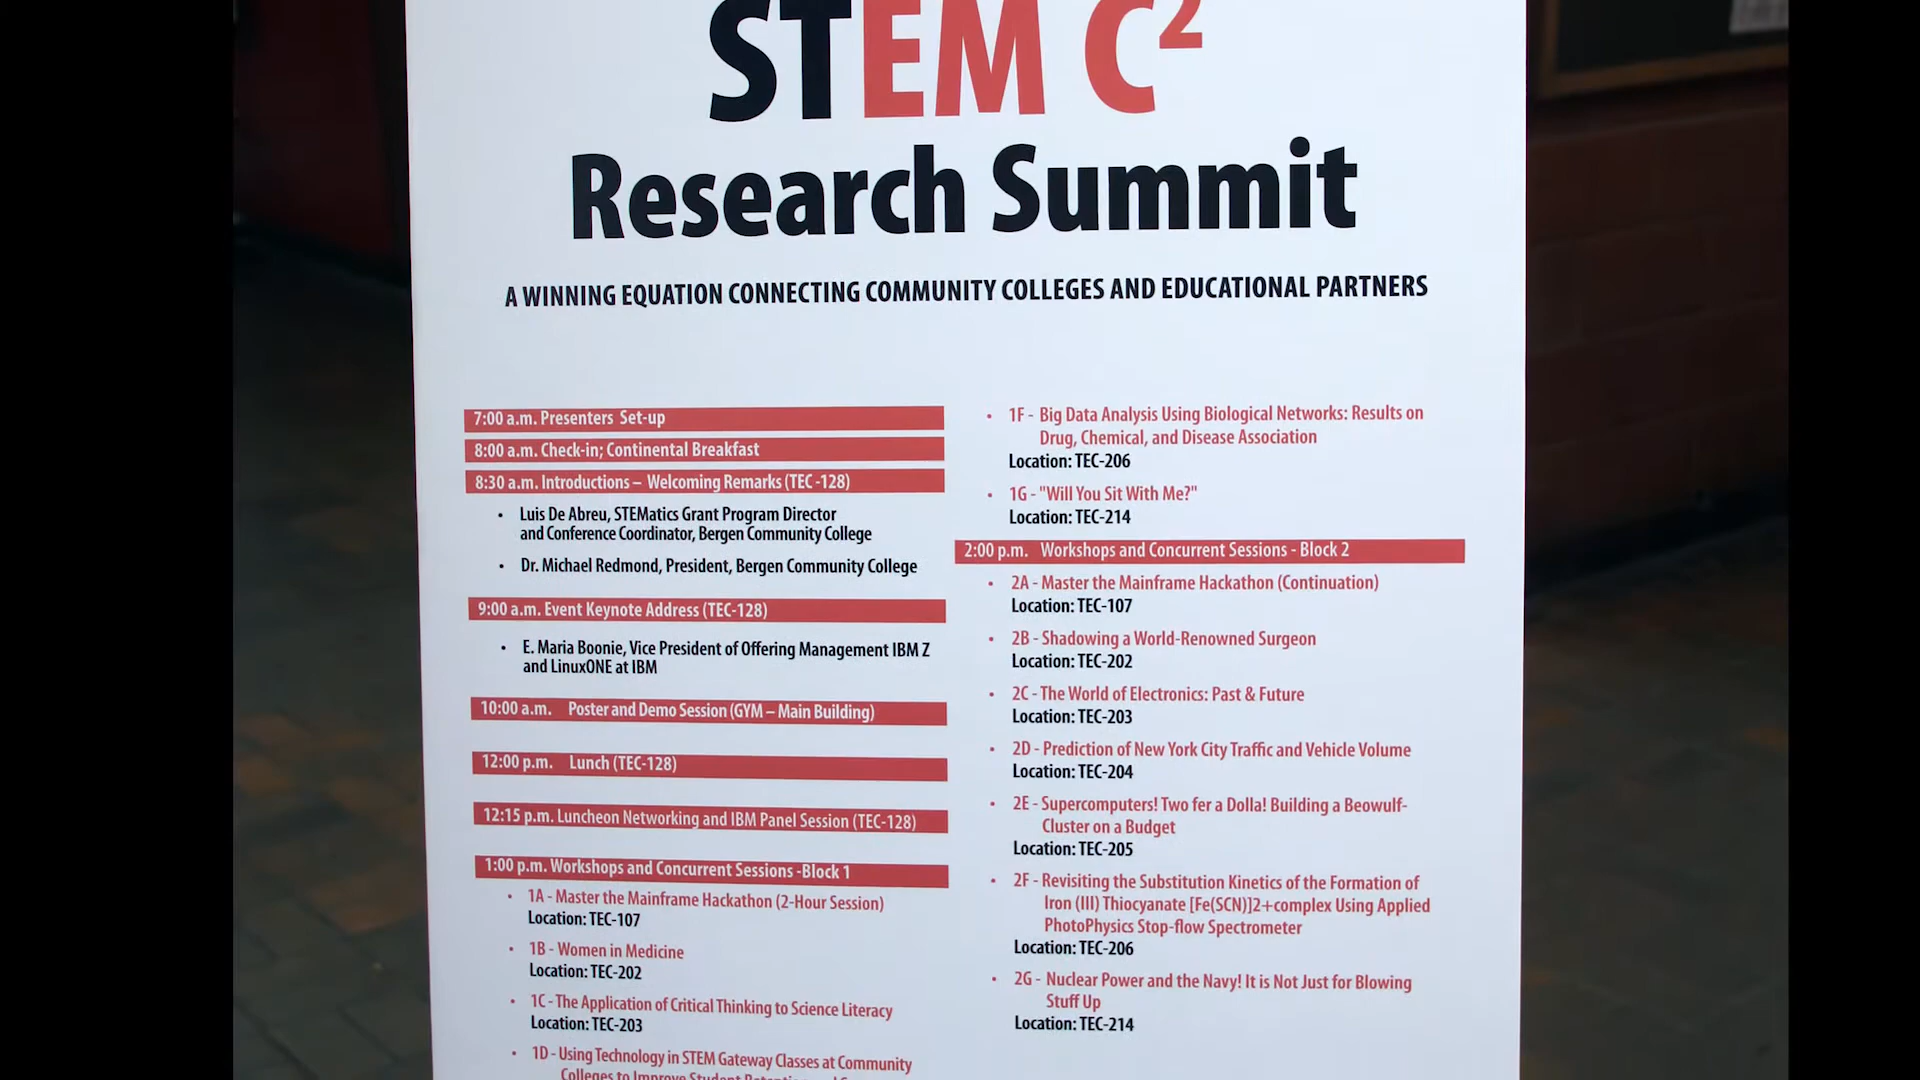 STEM C²
Research Summit
A WINNING EQUATION CONNECTING COMMUNITY COLLEGES AND EDUCATIONAL PARTNERS
7:00 a.m. Presenters Set-up
8:00 a.m. Check-in; Continental Breakfast
8:30 a.m. Introductions – Welcoming Remarks (TEC -128)
• Luis De Abreu, STEMatics Grant Program Director
and Conference Coordinator, Bergen Community College
• Dr. Michael Redmond, President, Bergen Community College
9:00 a.m. Event Keynote Address (TEC-128)
• E. Maria Boonie, Vice President of Offering Management IBM Z
and LinuxONE at IBM
10:00 a.m. Poster and Demo Session (GYM – Main Building)
12:00 p.m. Lunch (TEC-128)
12:15 p.m. Luncheon Networking and IBM Panel Session (TEC-128)
1:00 p.m. Workshops and Concurrent Sessions -Block 1
• 1A - Master the Mainframe Hackathon (2-Hour Session)
Location: TEC-107
• 1B - Women in Medicine
Location: TEC-202
• 1C - The Application of Critical Thinking to Science Literacy
Location: TEC-203
• 1D - Using Technology in STEM Gateway Classes at Community
Colleges to Improve Student
• 1F - Big Data Analysis Using Biological Networks: Results on
Drug, Chemical, and Disease Association
Location: TEC-206
• 1G - "Will You Sit With Me?"
Location: TEC-214
2:00 p.m. Workshops and Concurrent Sessions - Block 2
• 2A - Master the Mainframe Hackathon (Continuation)
Location: TEC-107
• 2B - Shadowing a World-Renowned Surgeon
Location: TEC-202
• 2C - The World of Electronics: Past & Future
Location: TEC-203
• 2D - Prediction of New York City Traffic and Vehicle Volume
Location: TEC-204
• 2E - Supercomputers! Two fer a Dolla! Building a Beowulf-
Cluster on a Budget
Location: TEC-205
• 2F - Revisiting the Substitution Kinetics of the Formation of
Iron (III) Thiocyanate [Fe(SCN)]2+complex Using Applied
PhotoPhysics Stop-flow Spectrometer
Location: TEC-206
• 2G - Nuclear Power and the Navy! It is Not Just for Blowing
Stuff Up
Location: TEC-214